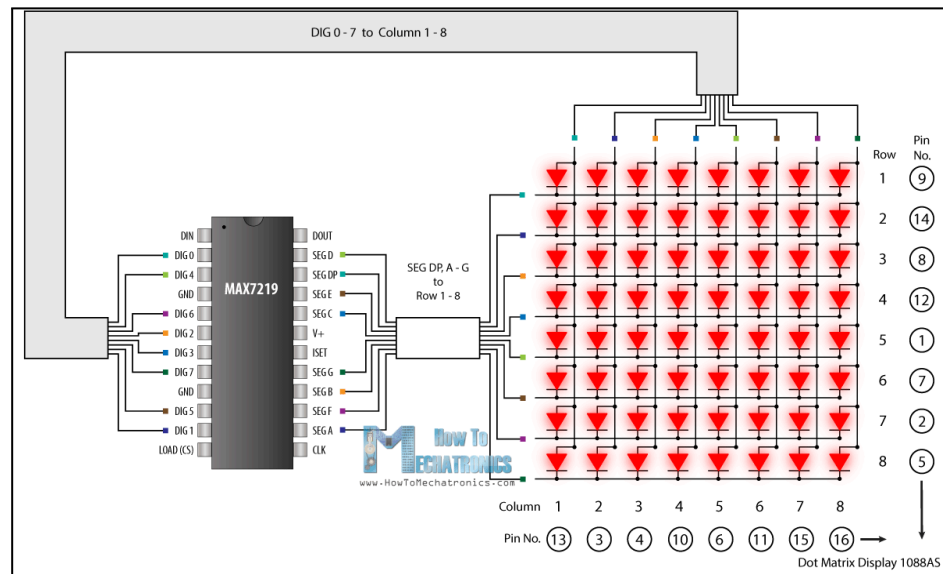 DIG 0 - 7 to Column 1 - 8
Row
Pin
No.
1
9
2
14
3
8
4
12
5
1
6
7
7
2
8
5
DIN
DIG 0
DIG 4
GND
DIG 6
DIG 2
DIG 3
DIG 7
GND
DIG 5
DIG 1
LOAD (CS)
MAX7219
DOUT
SEG D
SEG DP
SEG E
SEG C
V+
ISET
SEG G
SEG B
SEG F
SEG A
CLK
SEG DP, A - G
to
Row 1 - 8
How To
MECHATRONICS
www.HowToMechatronics.com
Column 1 2 3 4 5 6 7 8
Pin No. 13 3 4 10 6 11 15 16
Dot Matrix Display 1088AS